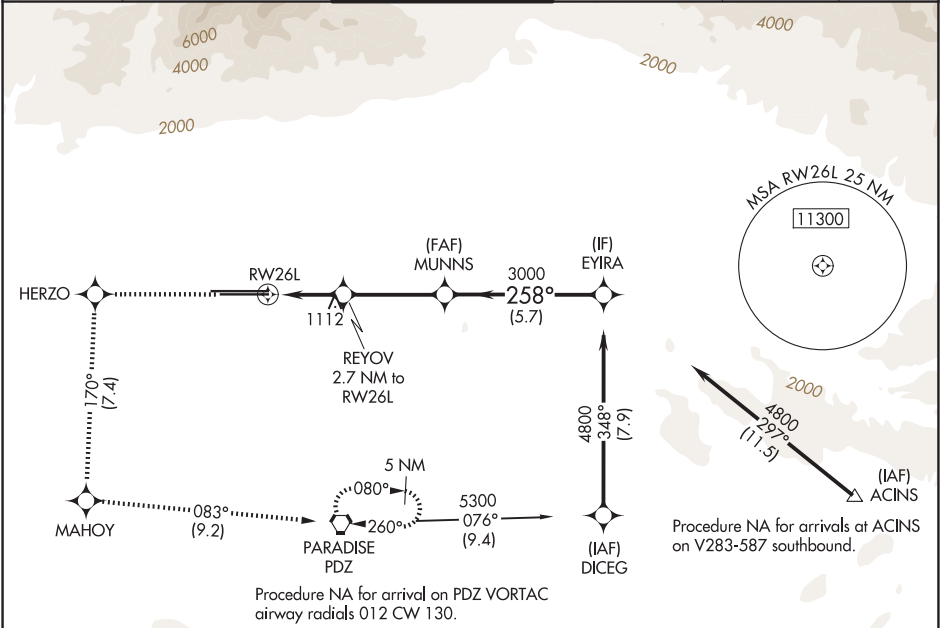 6000
4000
4000
2000
2000
MSA RW26L 25 NM
11300
(FAF)
MUNNS
(IF)
EYIRA
HERZO
RW26L
3000
258°
(5.7)
1112
REYOV
2.7 NM to
RW26L
170°
(7.4)
4800
348°
(7.9)
2000
4800
297°
(11.5)
(IAF)
ACINS
5 NM
080°
260°
5300
076°
(9.4)
MAHOY
083°
(9.2)
PARADISE
PDZ
(IAF)
DICEG
Procedure NA for arrivals at ACINS
on V283-587 southbound.
Procedure NA for arrival on PDZ VORTAC
airway radials 012 CW 130.